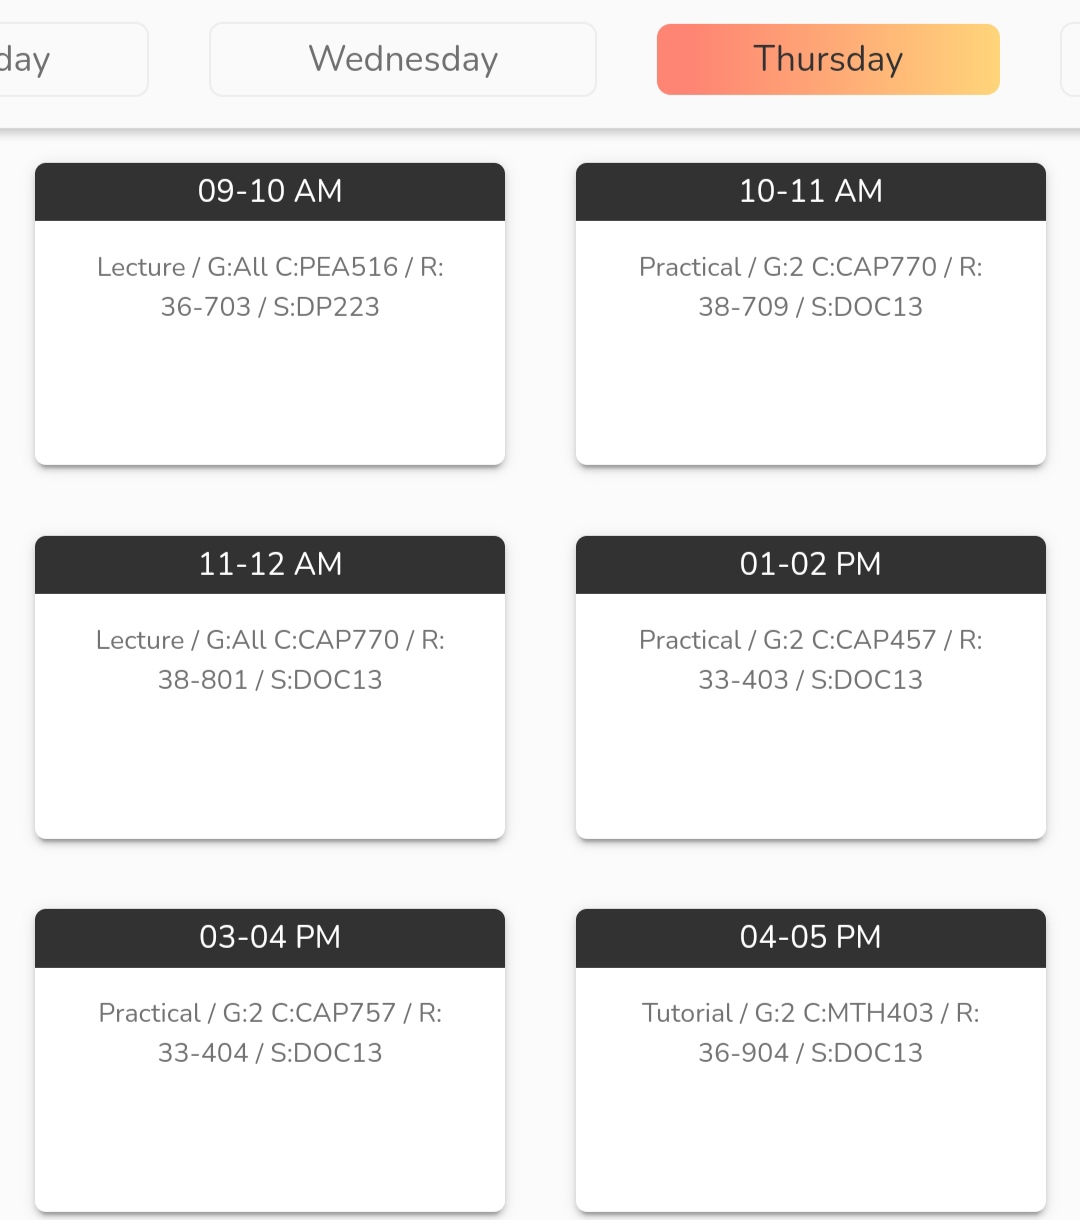 day
Wednesday
Thursday
09-10 AM
Lecture / G:All C:PEA516 / R:
36-703 / S:DP223
10-11 AM
Practical / G:2 C:CAP770 / R:
38-709 / S:DOC13
11-12 AM
Lecture / G:All C:CAP770 / R:
38-801 / S:DOC13
01-02 PM
Practical / G:2 C:CAP457 / R:
33-403 / S:DOC13
03-04 PM
Practical / G:2 C:CAP757 / R:
33-404 / S:DOC13
04-05 PM
Tutorial / G:2 C:MTH403 / R:
36-904 / S:DOC13